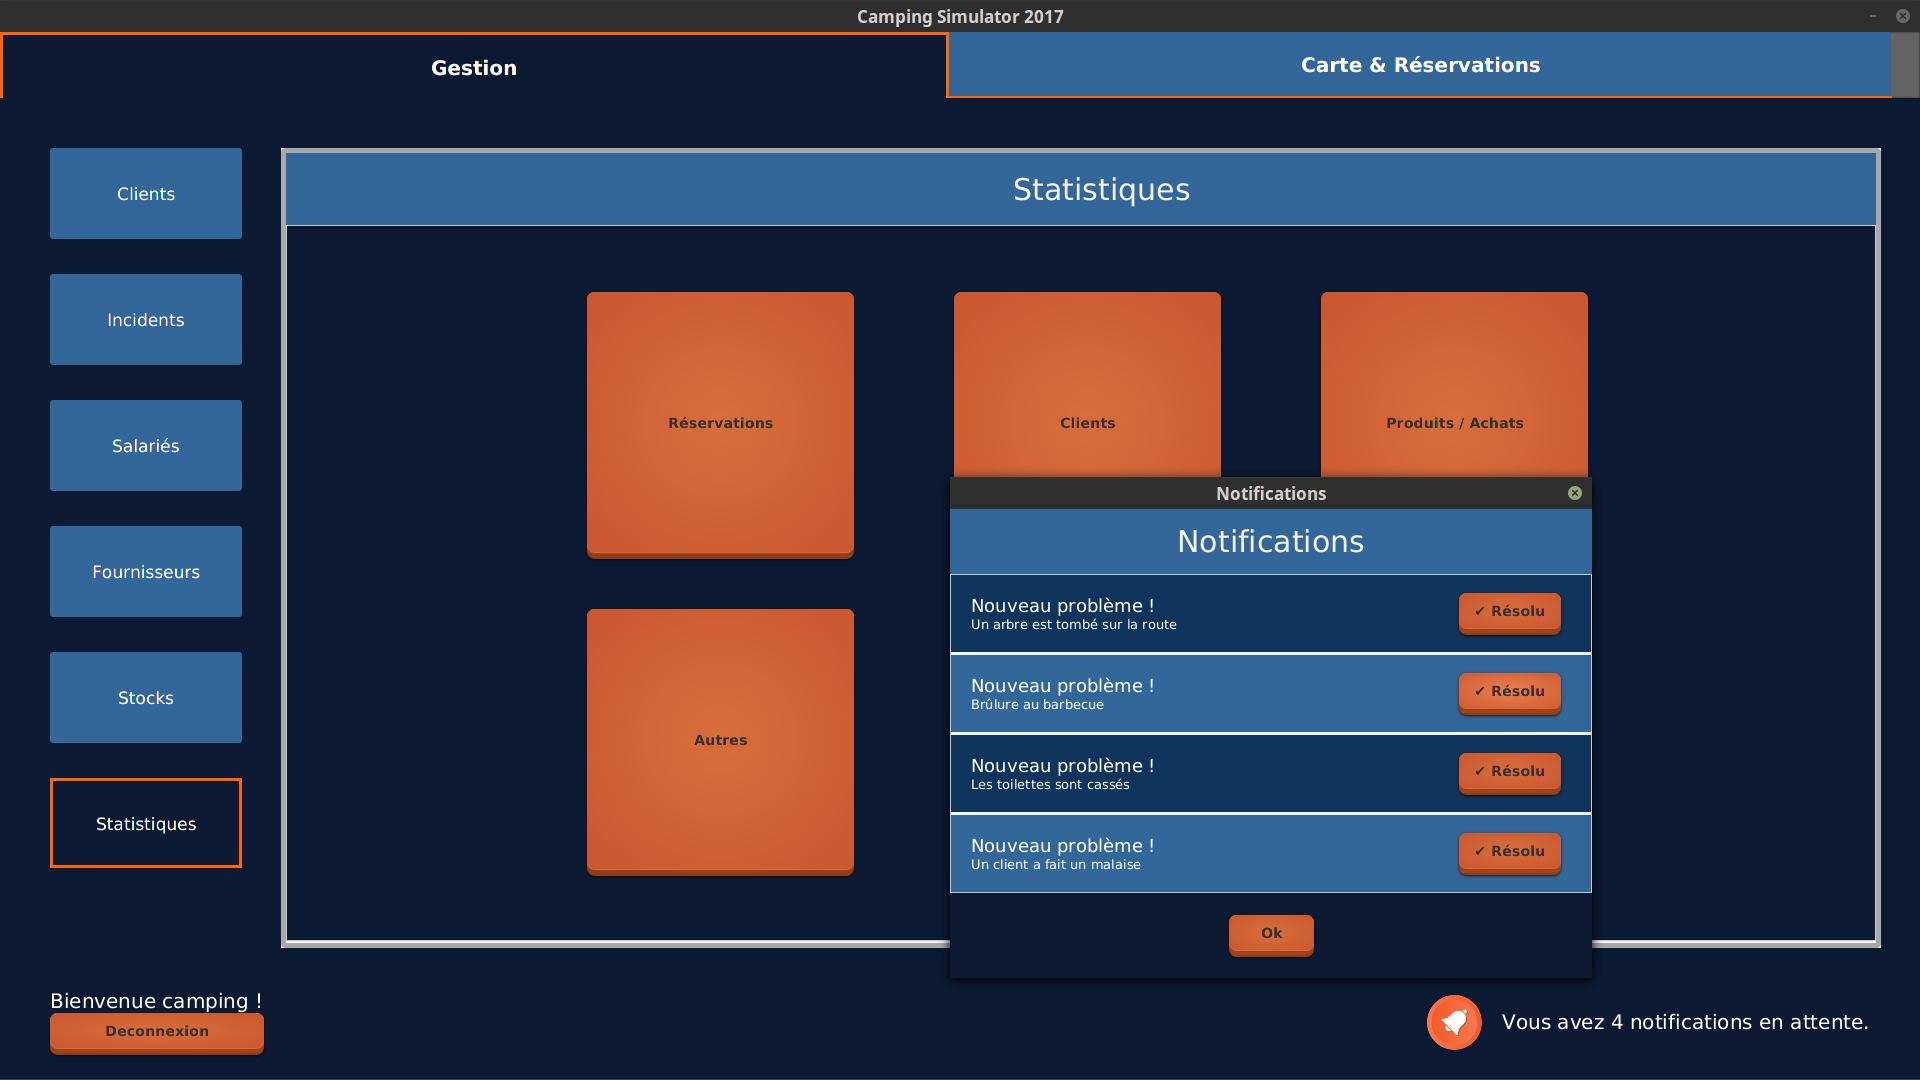 Camping Simulator 2017
Gestion
Carte & Réservations
Clients
Incidents
Salariés
Fournisseurs
Stocks
Statistiques
Statistiques
Réservations
Clients
Produits / Achats
Autres
Notifications
Notifications
Nouveau problème !
Un arbre est tombé sur la route
✔ Résolu
Nouveau problème !
Brûlure au barbecue
✔ Résolu
Nouveau problème !
Les toilettes sont cassés
✔ Résolu
Nouveau problème !
Un client a fait un malaise
✔ Résolu
Ok
Bienvenue camping !
Deconnexion
Vous avez 4 notifications en attente.